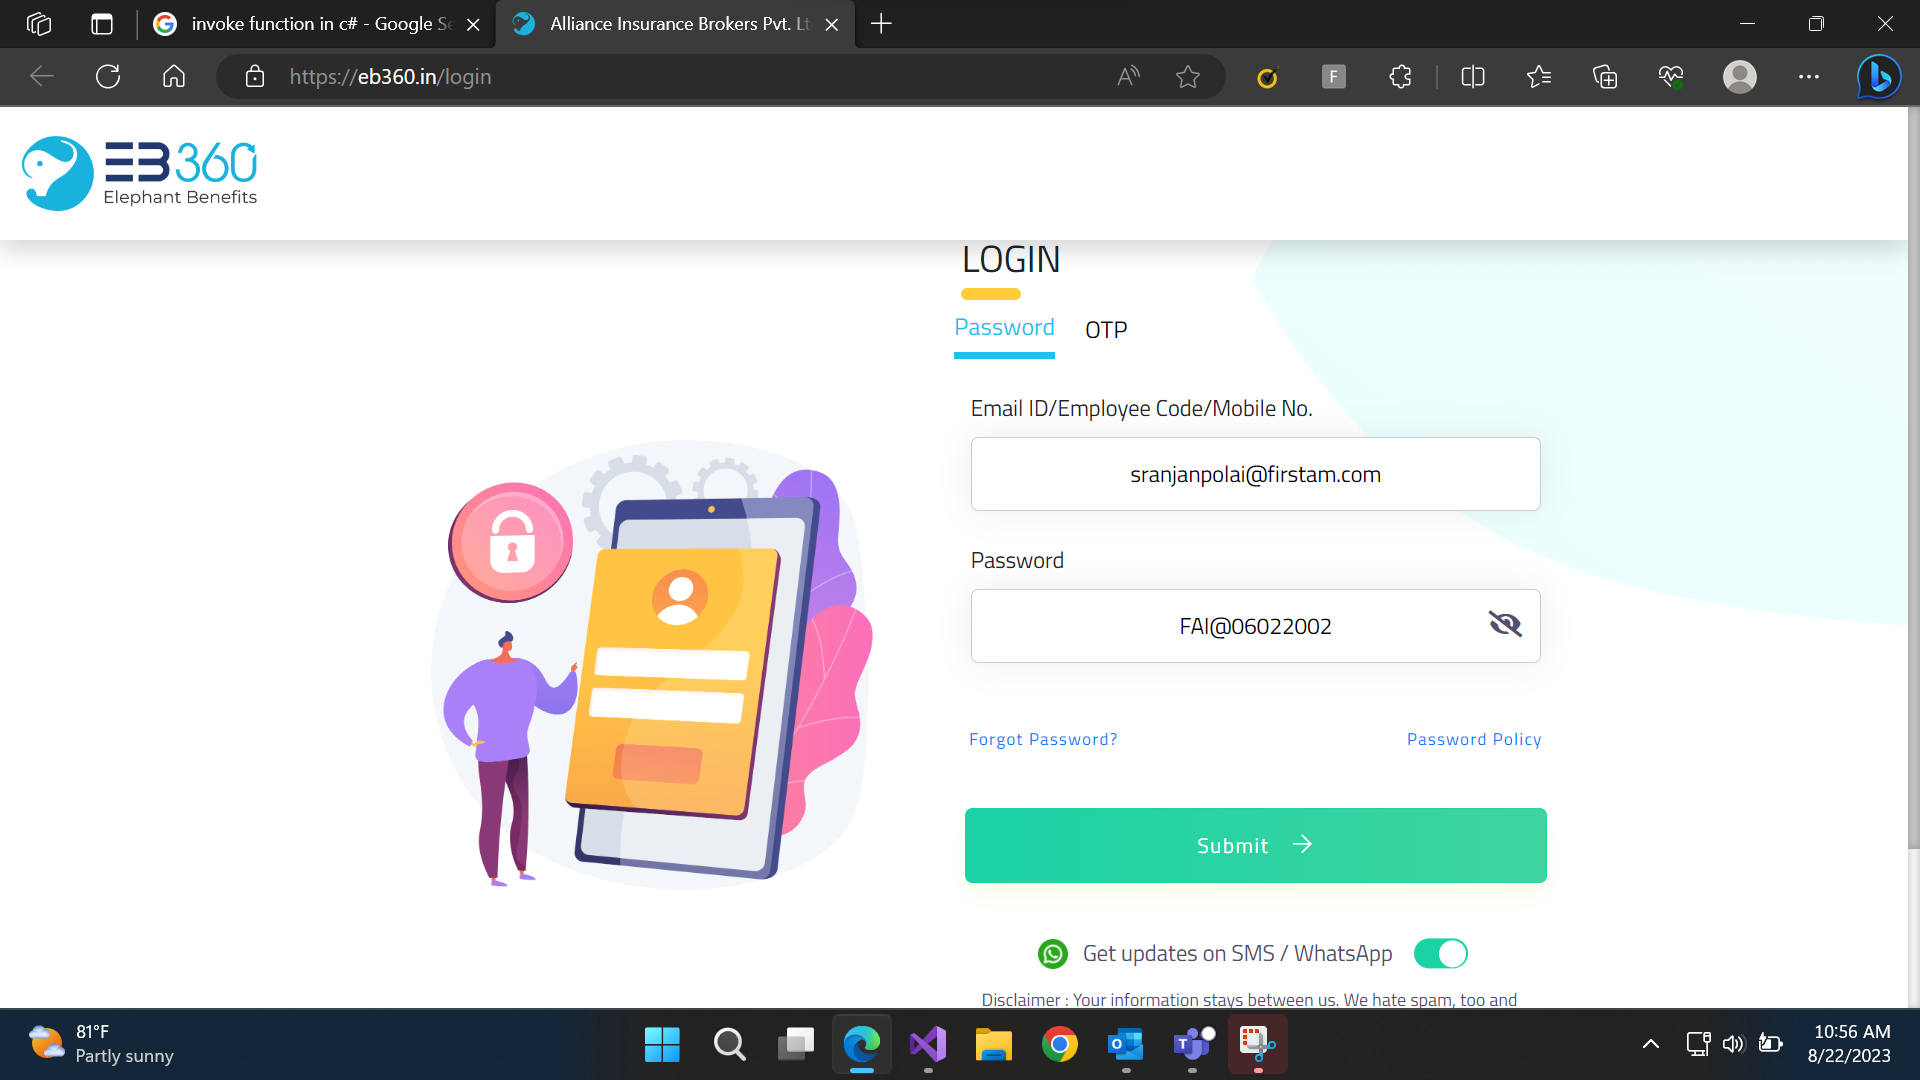 invoke function in c# - Google Se
Alliance Insurance Brokers Pvt. Lt
https://eb360.in/login
F
EB360
Elephant Benefits
LOGIN
Password
OTP
Email ID/Employee Code/Mobile No.
sranjanpolai@firstam.com
Password
FAI@06022002
Forgot Password?
Password Policy
Submit
Get updates on SMS / WhatsApp
Disclaimer : Your information stays between us. We hate spam, too and
81°F
Partly sunny
10:56 AM
8/22/2023